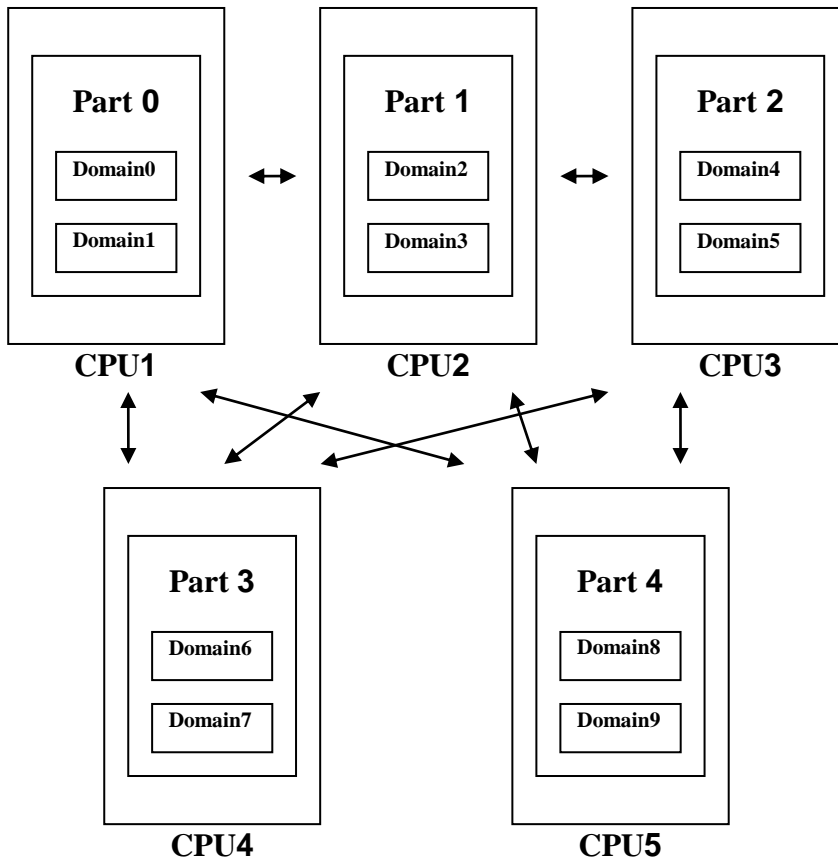 Part 0
Domain0
Domain1
CPU1
Part 1
Domain2
Domain3
CPU2
Part 2
Domain4
Domain5
CPU3
Part 3
Domain6
Domain7
CPU4
Part 4
Domain8
Domain9
CPU5